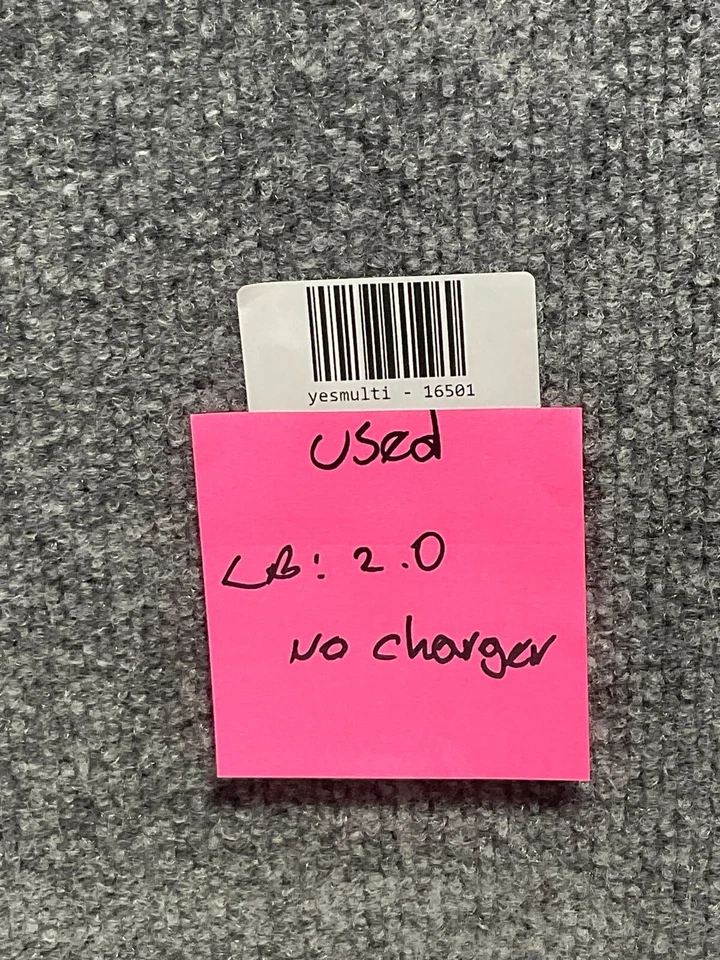 yesmulti - 16501
Used
LB: 2.0
No charger